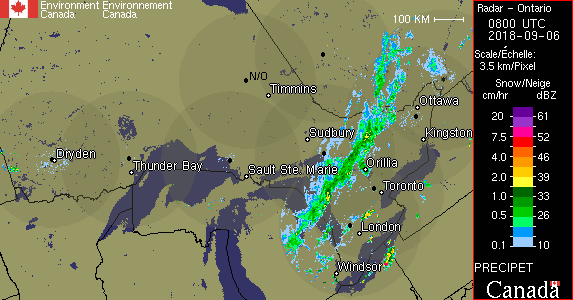 Environment Environnement
Canada Canada
100 KM
N/O
Timmins
Ottawa
Sudbury
Kingston
Dryden
Thunder Bay
Sault Ste. Marie
Orillia
Toronto
London
Windsor
Radar - Ontario
0800 UTC
2018-09-06
Scale/Échelle:
3.5 km/Pixel
Snow/Neige
cm/hr dBZ
20 61
7.5 52
4.0 46
2.0 39
1.0 33
0.5 26
0.1 10
PRECIPET
Canada